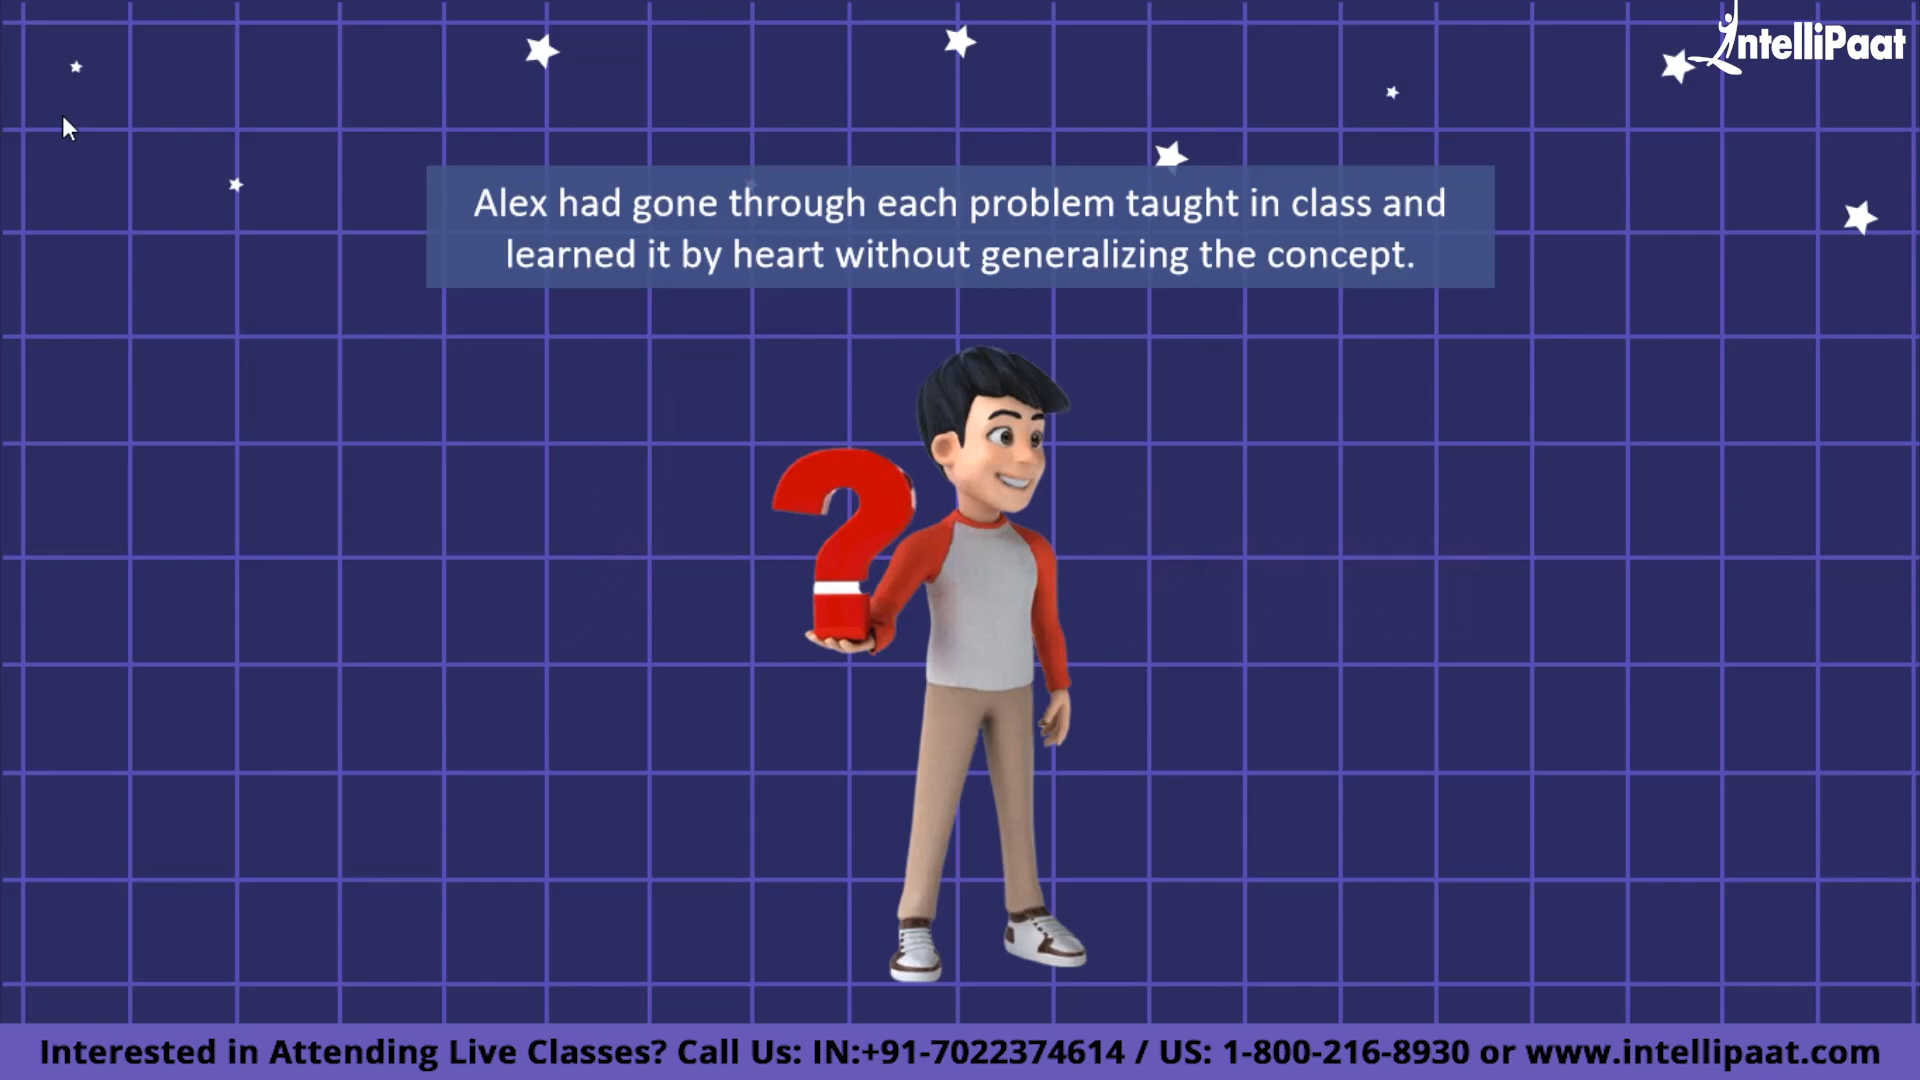 IntelliPaat
Alex had gone through each problem taught in class and
learned it by heart without generalizing the concept.
Interested in Attending Live Classes? Call Us: IN:+91-7022374614 / US: 1-800-216-8930 or www.intellipaat.com